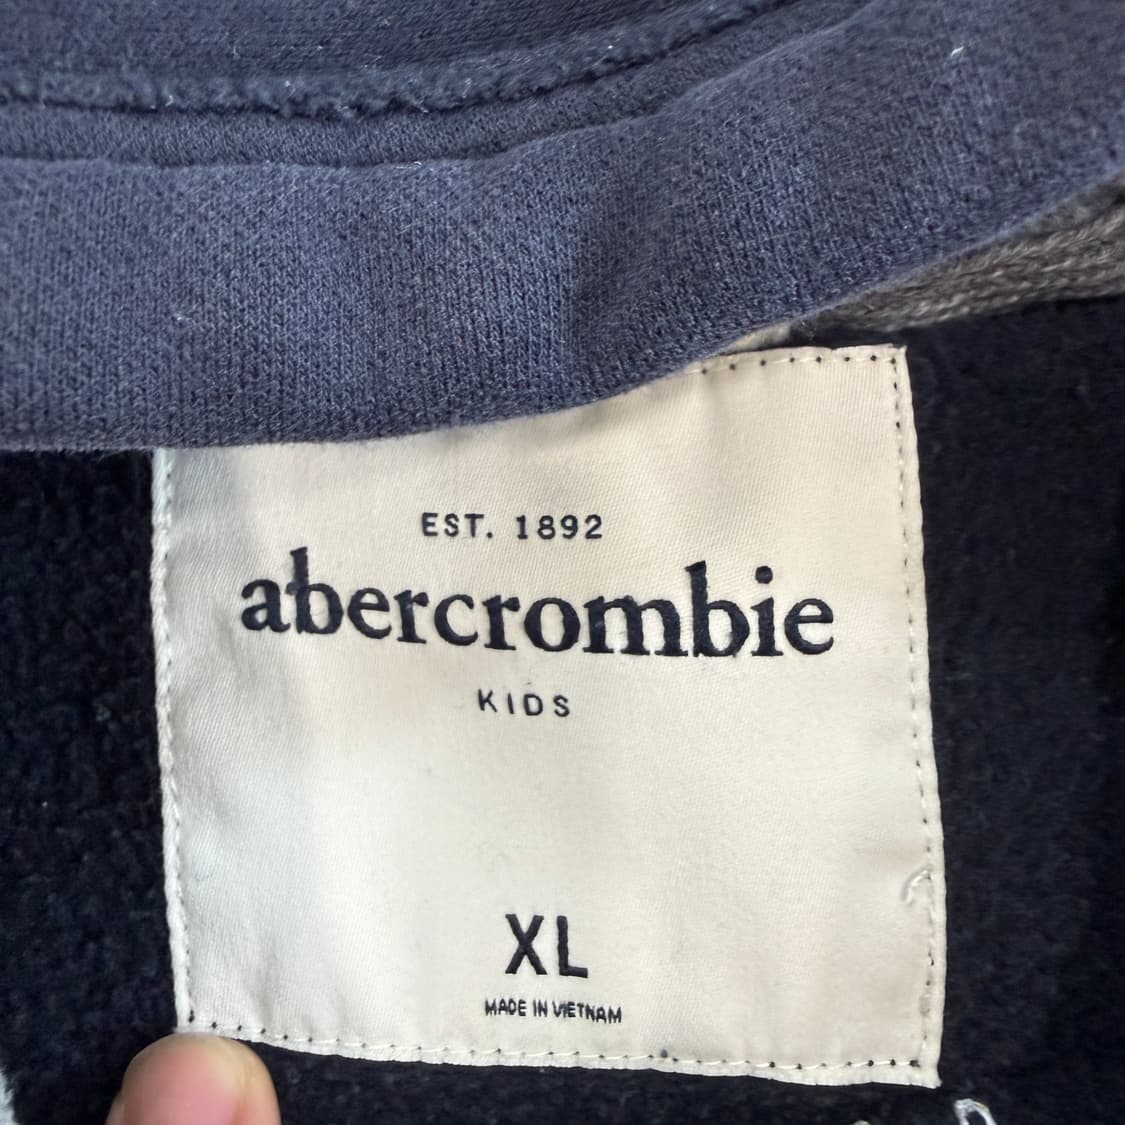 EST. 1892
abercrombie
KIDS
XL
MADE IN VIETNAM